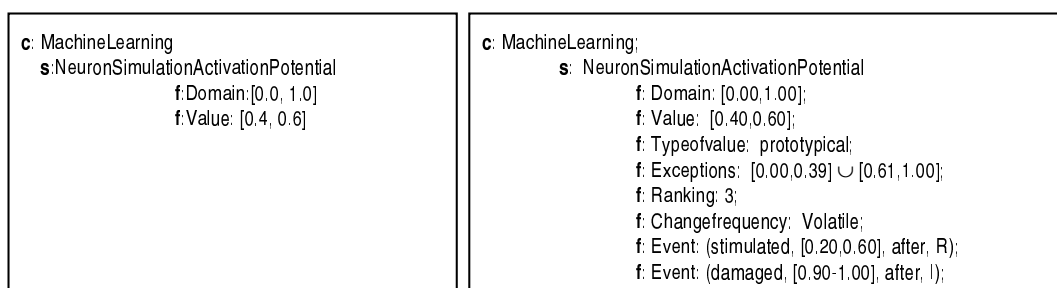 c: MachineLearning
s:NeuronSimulationActivationPotential
f:Domain:[0.0, 1.0]
f:Value: [0.4, 0.6]
c: MachineLearning;
s: NeuronSimulationActivationPotential
f: Domain: [0.00,1.00];
f: Value: [0.40,0.60];
f: Typeofvalue: prototypical;
f: Exceptions: [0.00,0.39] ∪ [0.61,1.00];
f: Ranking: 3;
f: Changefrequency: Volatile;
f: Event: (stimulated, [0.20,0.60], after, R);
f: Event: (damaged, [0.90-1.00], after, I);